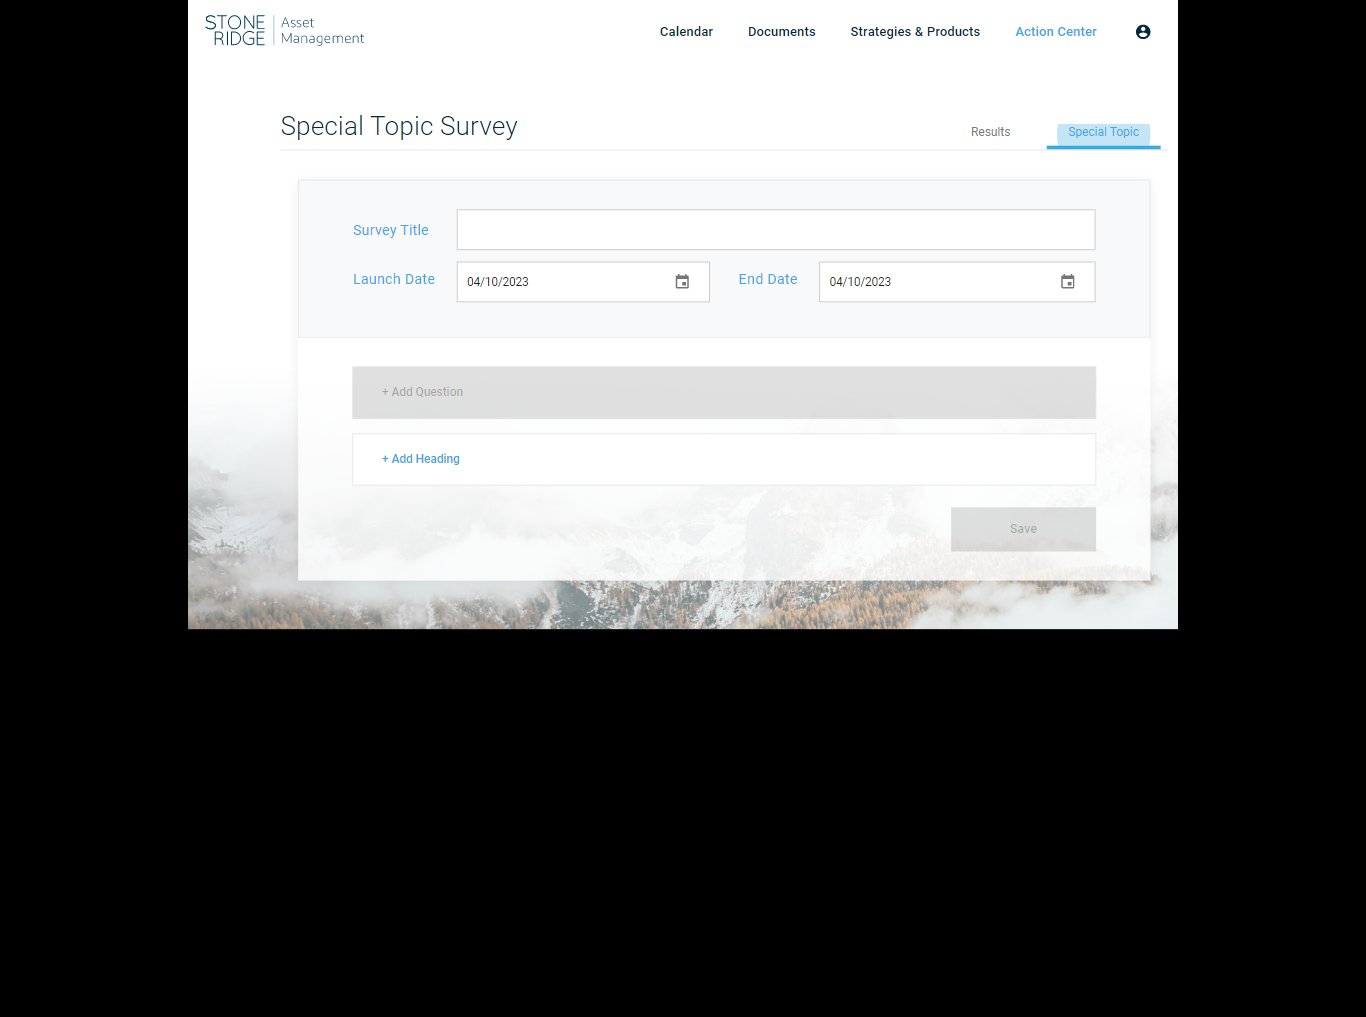 STONE RIDGE Asset Management
Calendar Documents Strategies & Products Action Center
Special Topic Survey
Results Special Topic
Survey Title
Launch Date 04/10/2023 End Date 04/10/2023
+ Add Question
+ Add Heading
Save